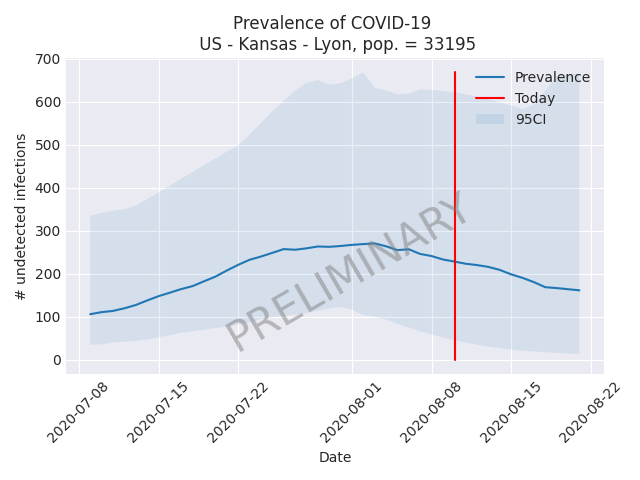 Prevalence of COVID-19
US - Kansas - Lyon, pop. = 33195
# undetected infections
700
600
500
400
300
200
100
0
Prevalence
Today
95CI
PRELIMINARY
2020-07-08
2020-07-15
2020-07-22
2020-08-01
2020-08-08
2020-08-15
2020-08-22
Date